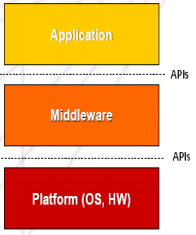 Application
APIs
Middleware
APIs
Platform (OS, HW)